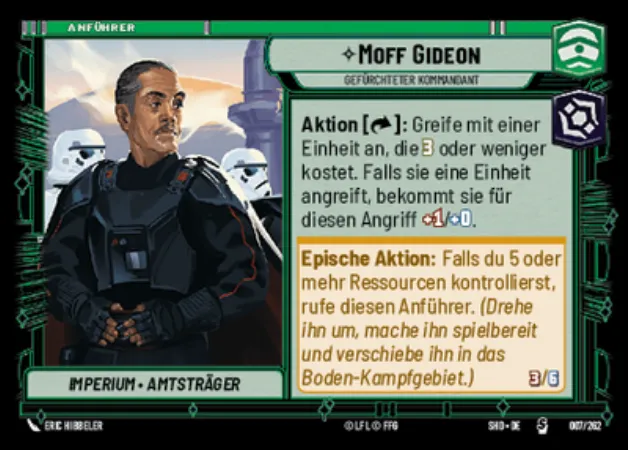 ANFÜHRER
MOFF GIDEON
GEFÜRCHTETER KOMMANDANT
Aktion [ ]: Greife mit einer
Einheit an, die 3 oder weniger
kostet. Falls sie eine Einheit
angreift, bekommt sie für
diesen Angriff +1/+0.
Epische Aktion: Falls du 5 oder
mehr Ressourcen kontrollierst,
rufe diesen Anführer. (Drehe
ihn um, mache ihn spielbereit
und verschiebe ihn in das
Boden-Kampfgebiet.) 3/6
IMPERIUM • AMTSTRÄGER
ERIC HIBBELER
© LFL © FFG
SHD • DE
S
007/262